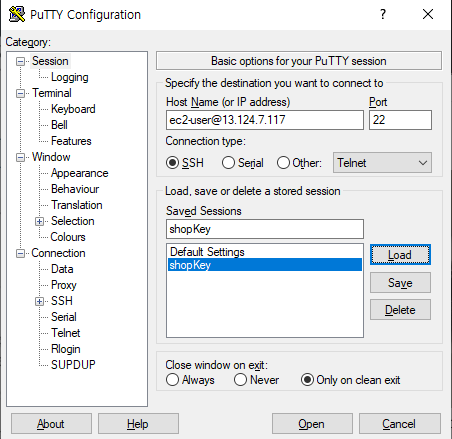 PuTTY Configuration
? ×
Category:
Session
Logging
Terminal
Keyboard
Bell
Features
Window
Appearance
Behaviour
Translation
Selection
Colours
Connection
Data
Proxy
SSH
Serial
Telnet
Rlogin
SUPDUP
Basic options for your PuTTY session
Specify the destination you want to connect to
Host Name (or IP address) Port
ec2-user@13.124.7.117 22
Connection type:
SSH Serial Other: Telnet
Load, save or delete a stored session
Saved Sessions
shopKey
Default Settings
shopKey
Load
Save
Delete
Close window on exit:
Always Never Only on clean exit
About Help Open Cancel